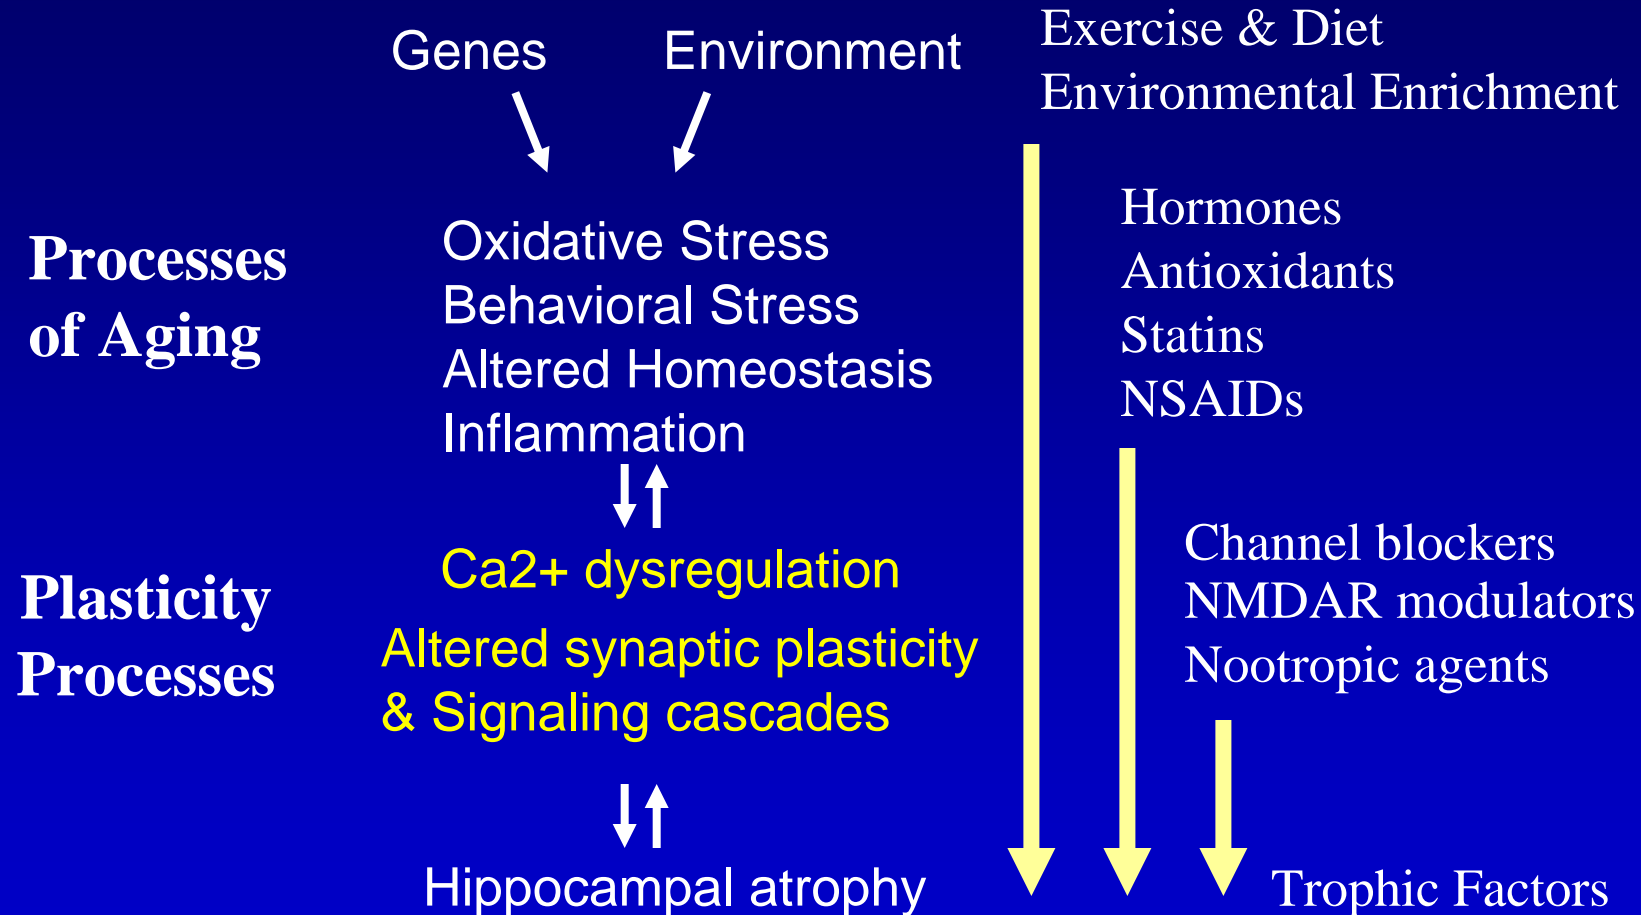 Genes
Environment
Exercise & Diet
Environmental Enrichment
Processes
of Aging
Oxidative Stress
Behavioral Stress
Altered Homeostasis
Inflammation
Hormones
Antioxidants
Statins
NSAIDs
Plasticity
Processes
Ca2+ dysregulation
Altered synaptic plasticity
& Signaling cascades
Channel blockers
NMDAR modulators
Nootropic agents
Hippocampal atrophy
Trophic Factors